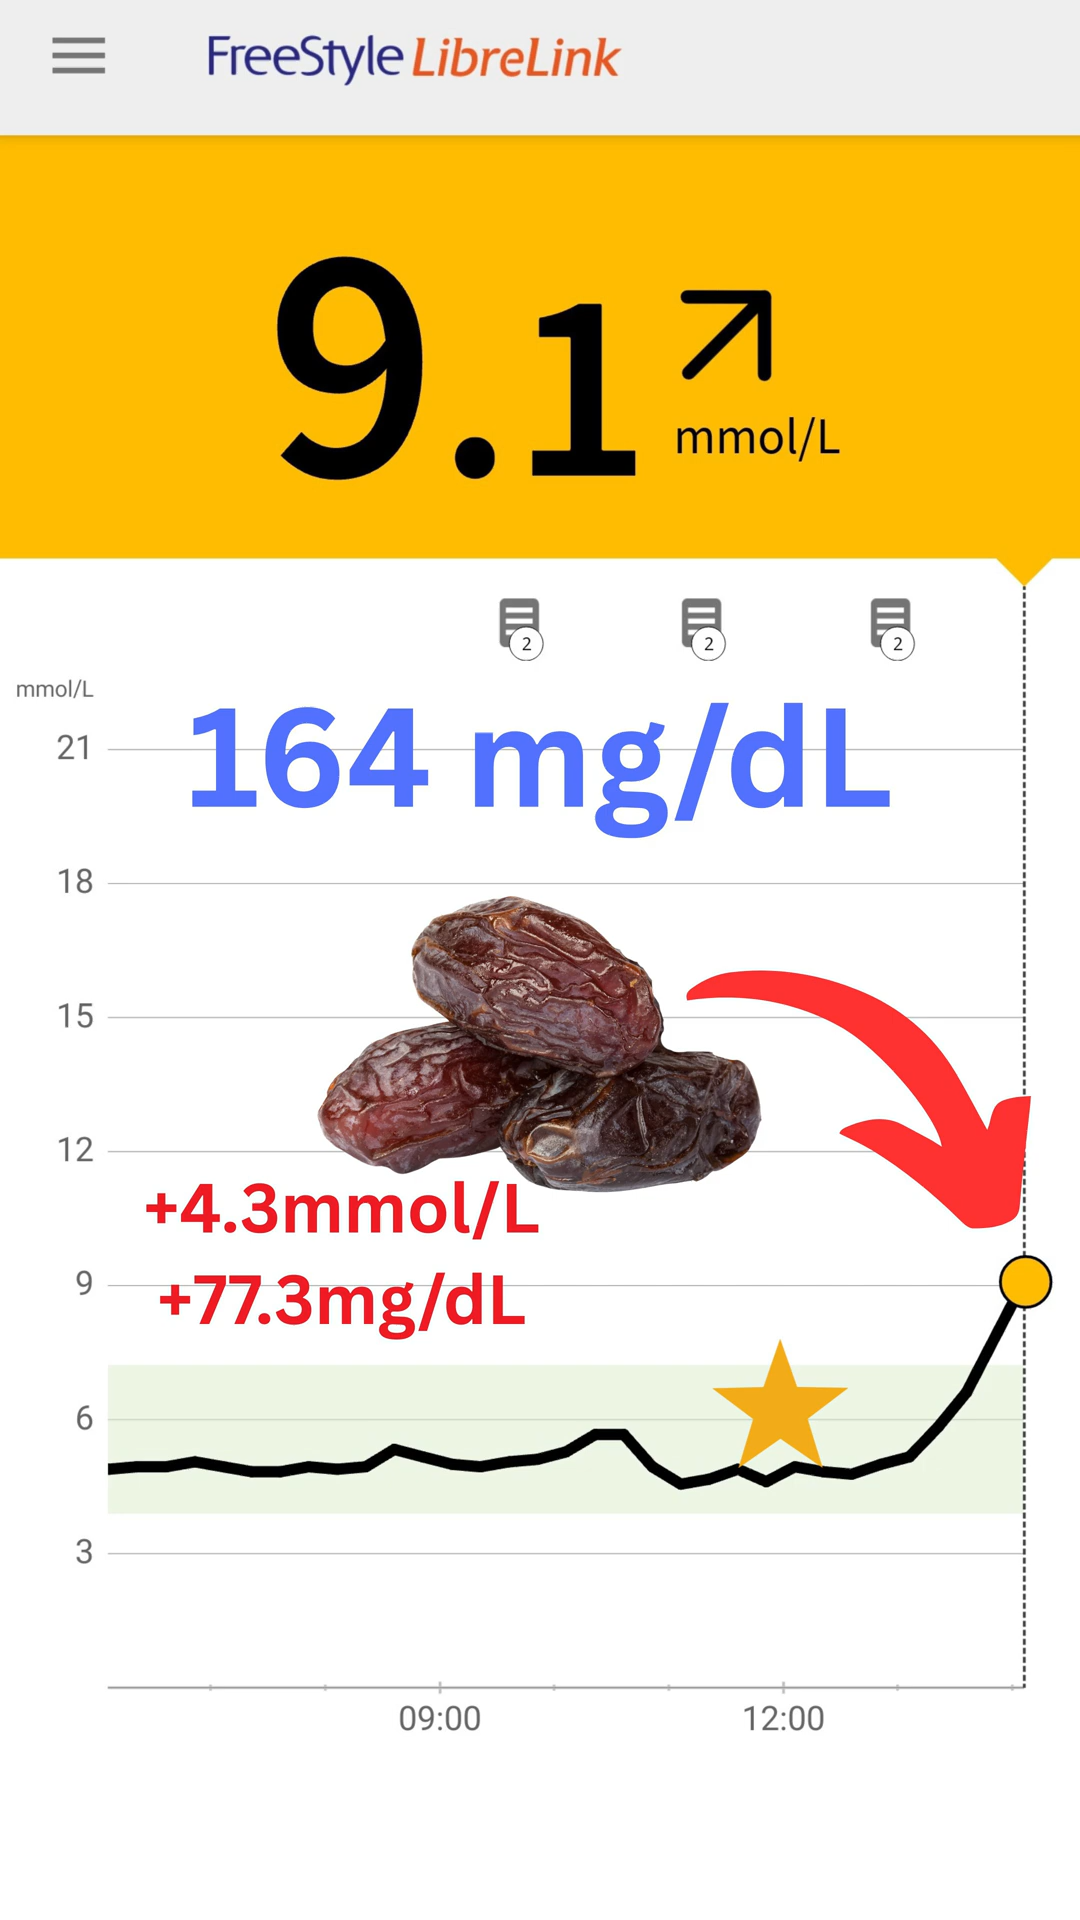 FreeStyle LibreLink
9.1
mmol/L
2 2 2
mmol/L
164 mg/dL
21
18
15
12
+4.3mmol/L
9
+77.3mg/dL
6
3
09:00 12:00